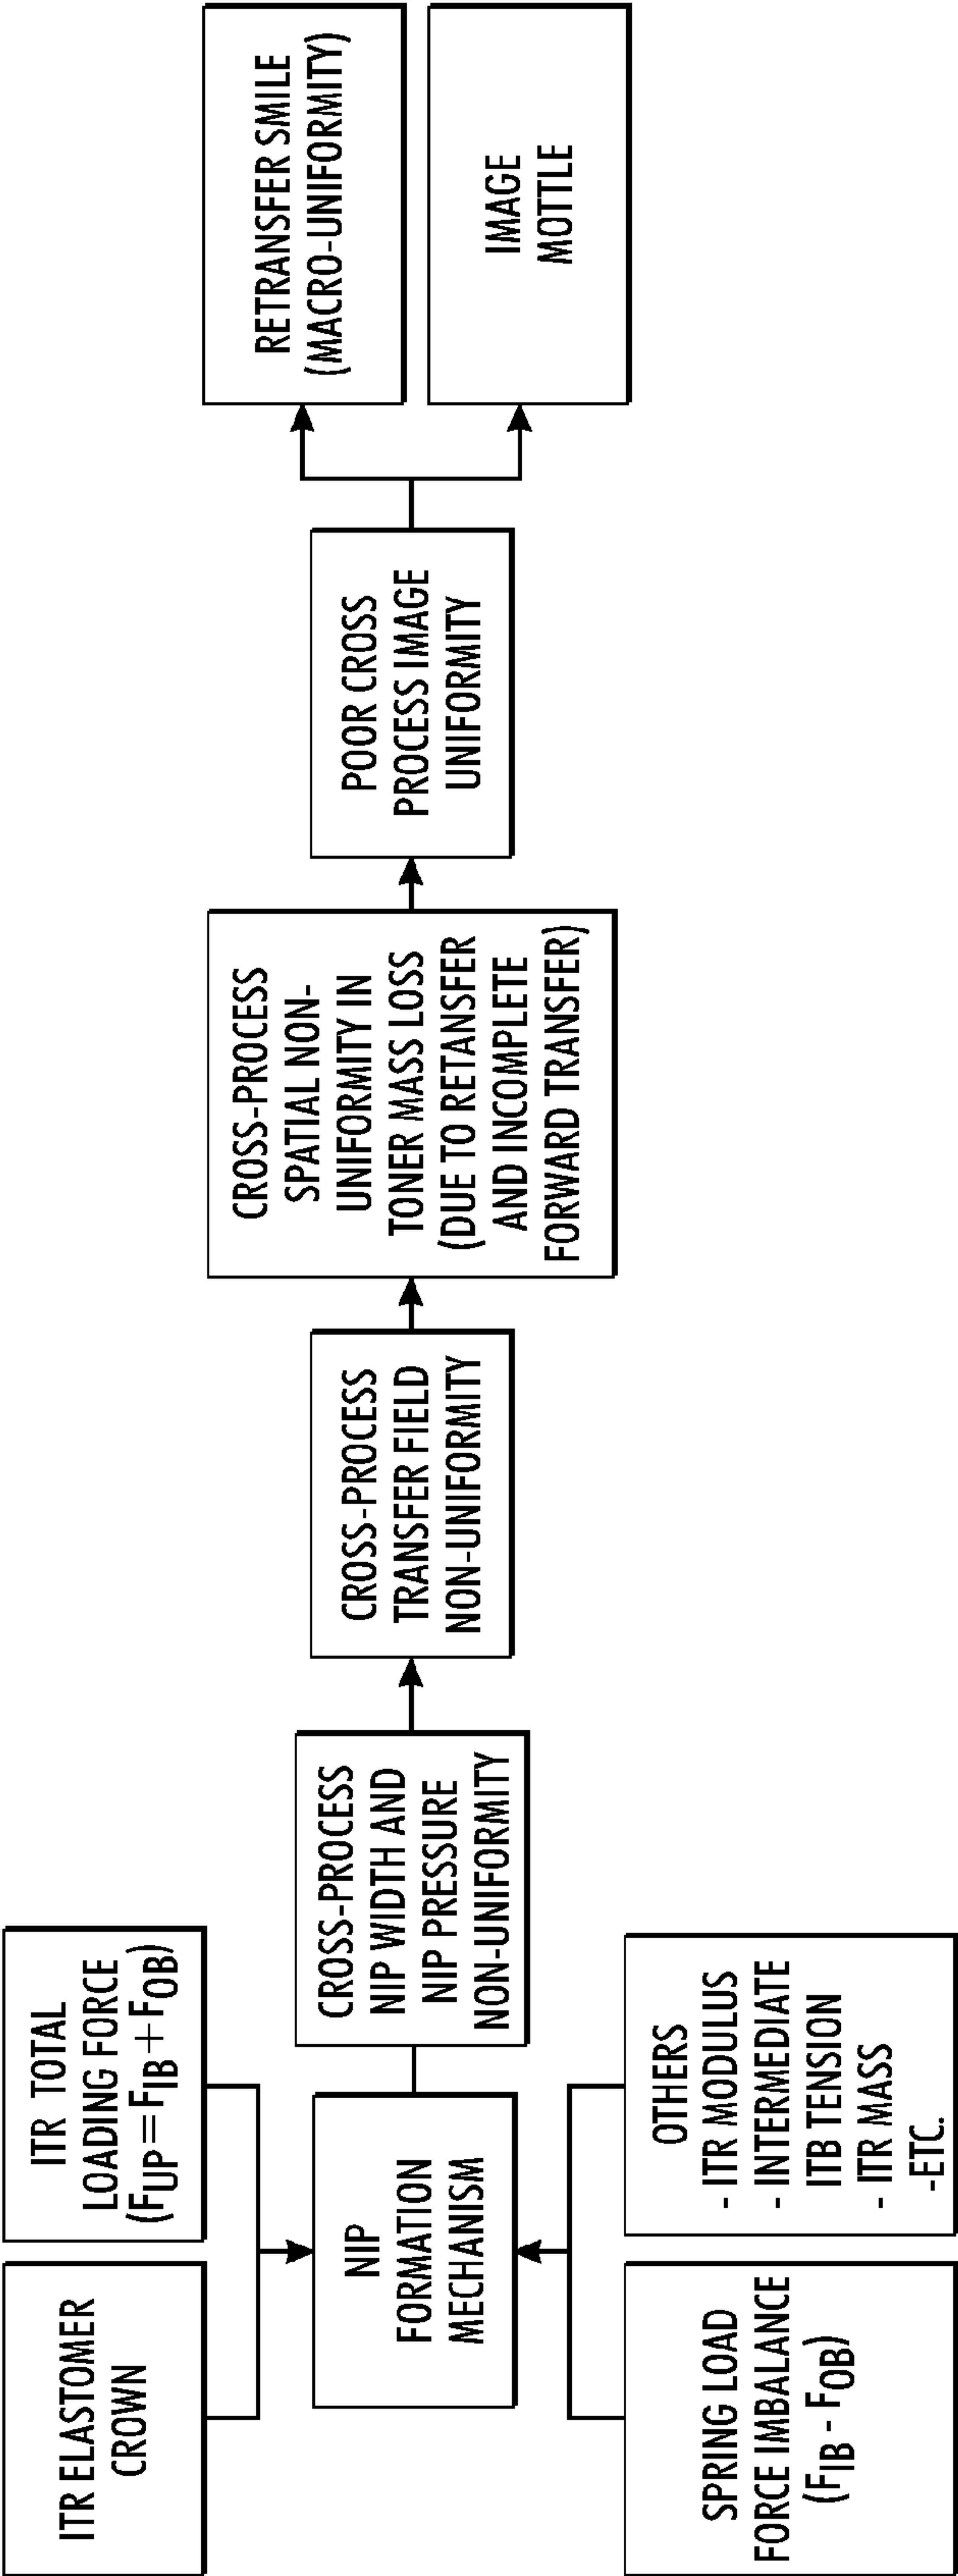 ITR ELASTOMER
CROWN
ITR TOTAL
LOADING FORCE
(FUP=FIB+FOB)
SPRING LOAD
FORCE IMBALANCE
(FIB - FOB)
OTHERS
- ITR MODULUS
- INTERMEDIATE
ITB TENSION
- ITR MASS
-ETC.
NIP
FORMATION
MECHANISM
CROSS-PROCESS
NIP WIDTH AND
NIP PRESSURE
NON-UNIFORMITY
CROSS-PROCESS
TRANSFER FIELD
NON-UNIFORMITY
CROSS-PROCESS
SPATIAL NON-
UNIFORMITY IN
TONER MASS LOSS
(DUE TO RETANSFER
AND INCOMPLETE
FORWARD TRANSFER)
POOR CROSS
PROCESS IMAGE
UNIFORMITY
RETRANSFER SMILE
(MACRO-UNIFORMITY)
IMAGE
MOTTLE